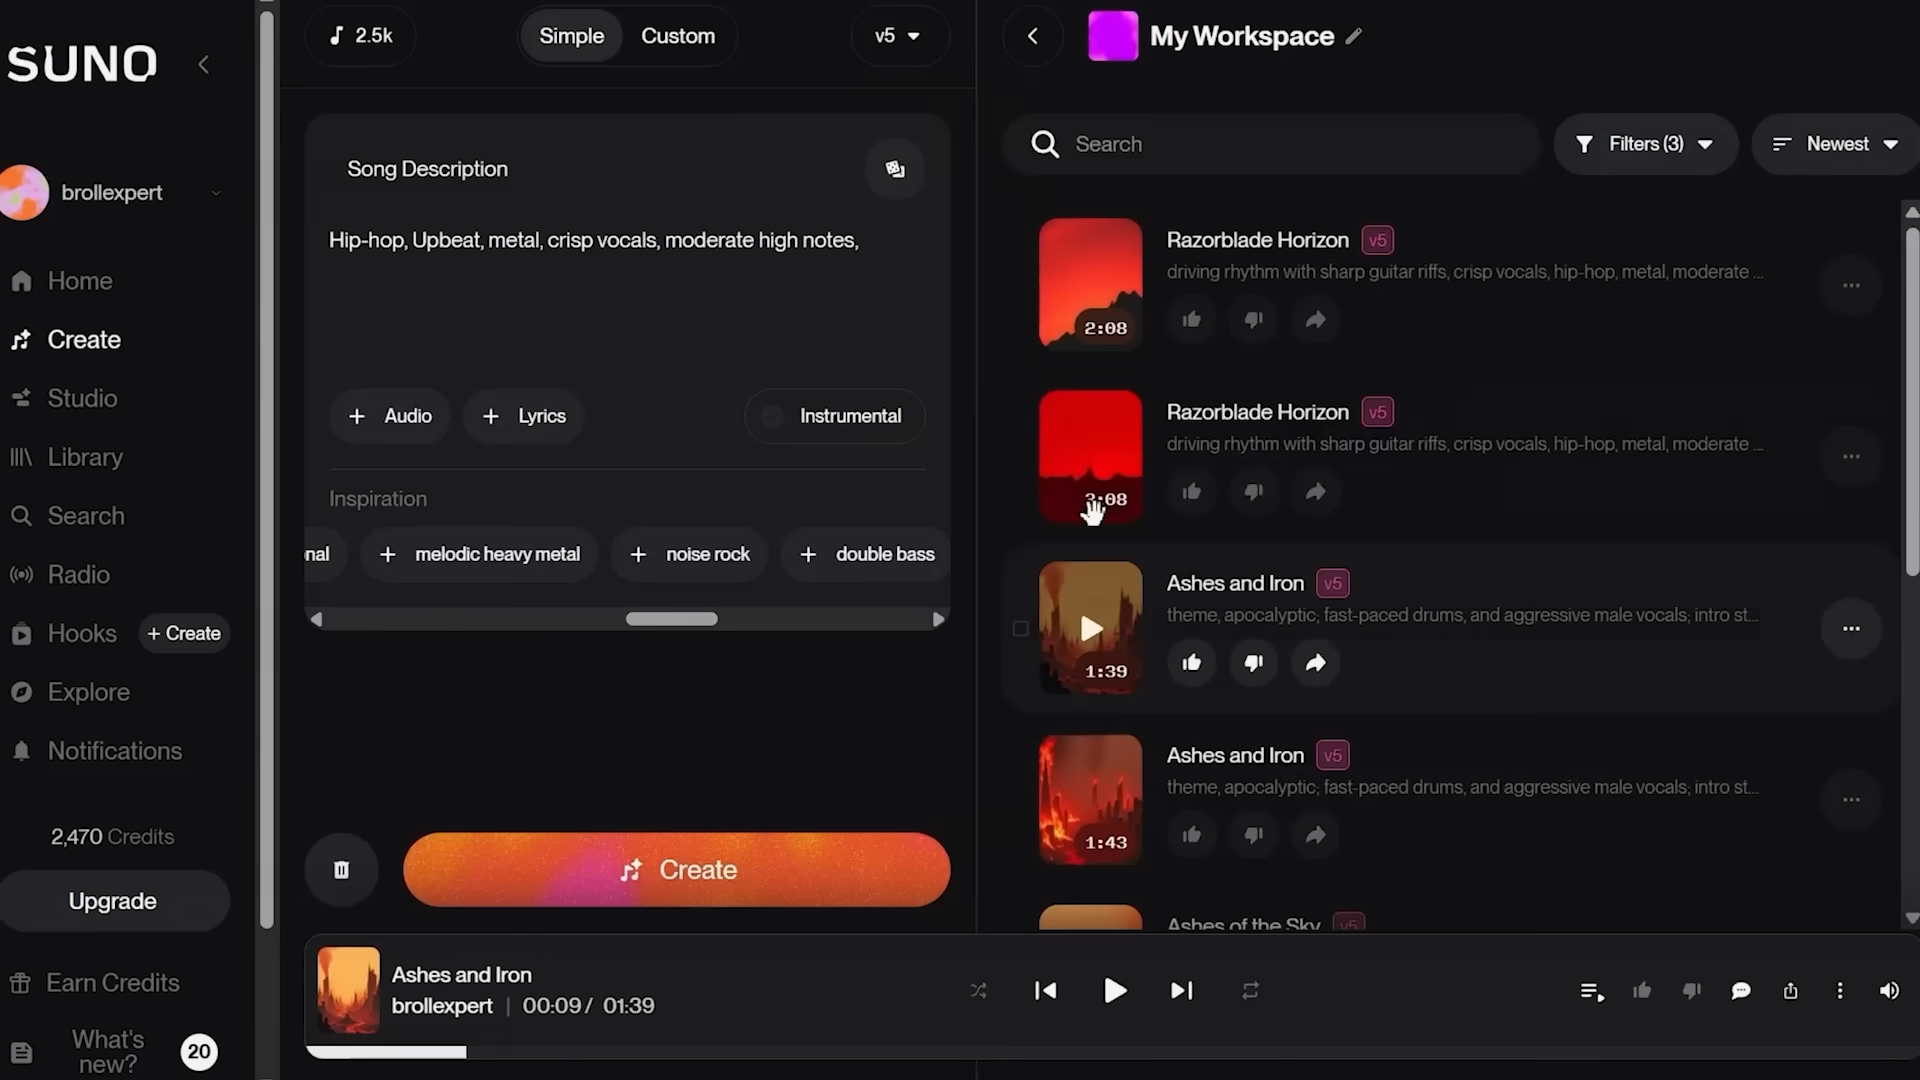 SUNO
brollexpert
Home
Create
Studio
Library
Search
Radio
Hooks
+ Create
Explore
Notifications
2,470 Credits
Upgrade
Earn Credits
What's
new?
20
2.5k
Simple
Custom
v5
Song Description
Hip-hop, Upbeat, metal, crisp vocals, moderate high notes,
+ Audio
+ Lyrics
Instrumental
Inspiration
nal
+ melodic heavy metal
+ noise rock
+ double bass
Create
My Workspace
Search
Filters (3)
Newest
Razorblade Horizon v5
driving rhythm with sharp guitar riffs, crisp vocals, hip-hop, metal, moderate ...
2:08
Razorblade Horizon v5
driving rhythm with sharp guitar riffs, crisp vocals, hip-hop, metal, moderate ...
Ashes and Iron v5
theme, apocalyptic; fast-paced drums, and aggressive male vocals; intro st...
1:39
Ashes and Iron v5
theme, apocalyptic; fast-paced drums, and aggressive male vocals; intro st...
1:43
Ashes of the Sky v5
Ashes and Iron
brollexpert | 00:09 / 01:39